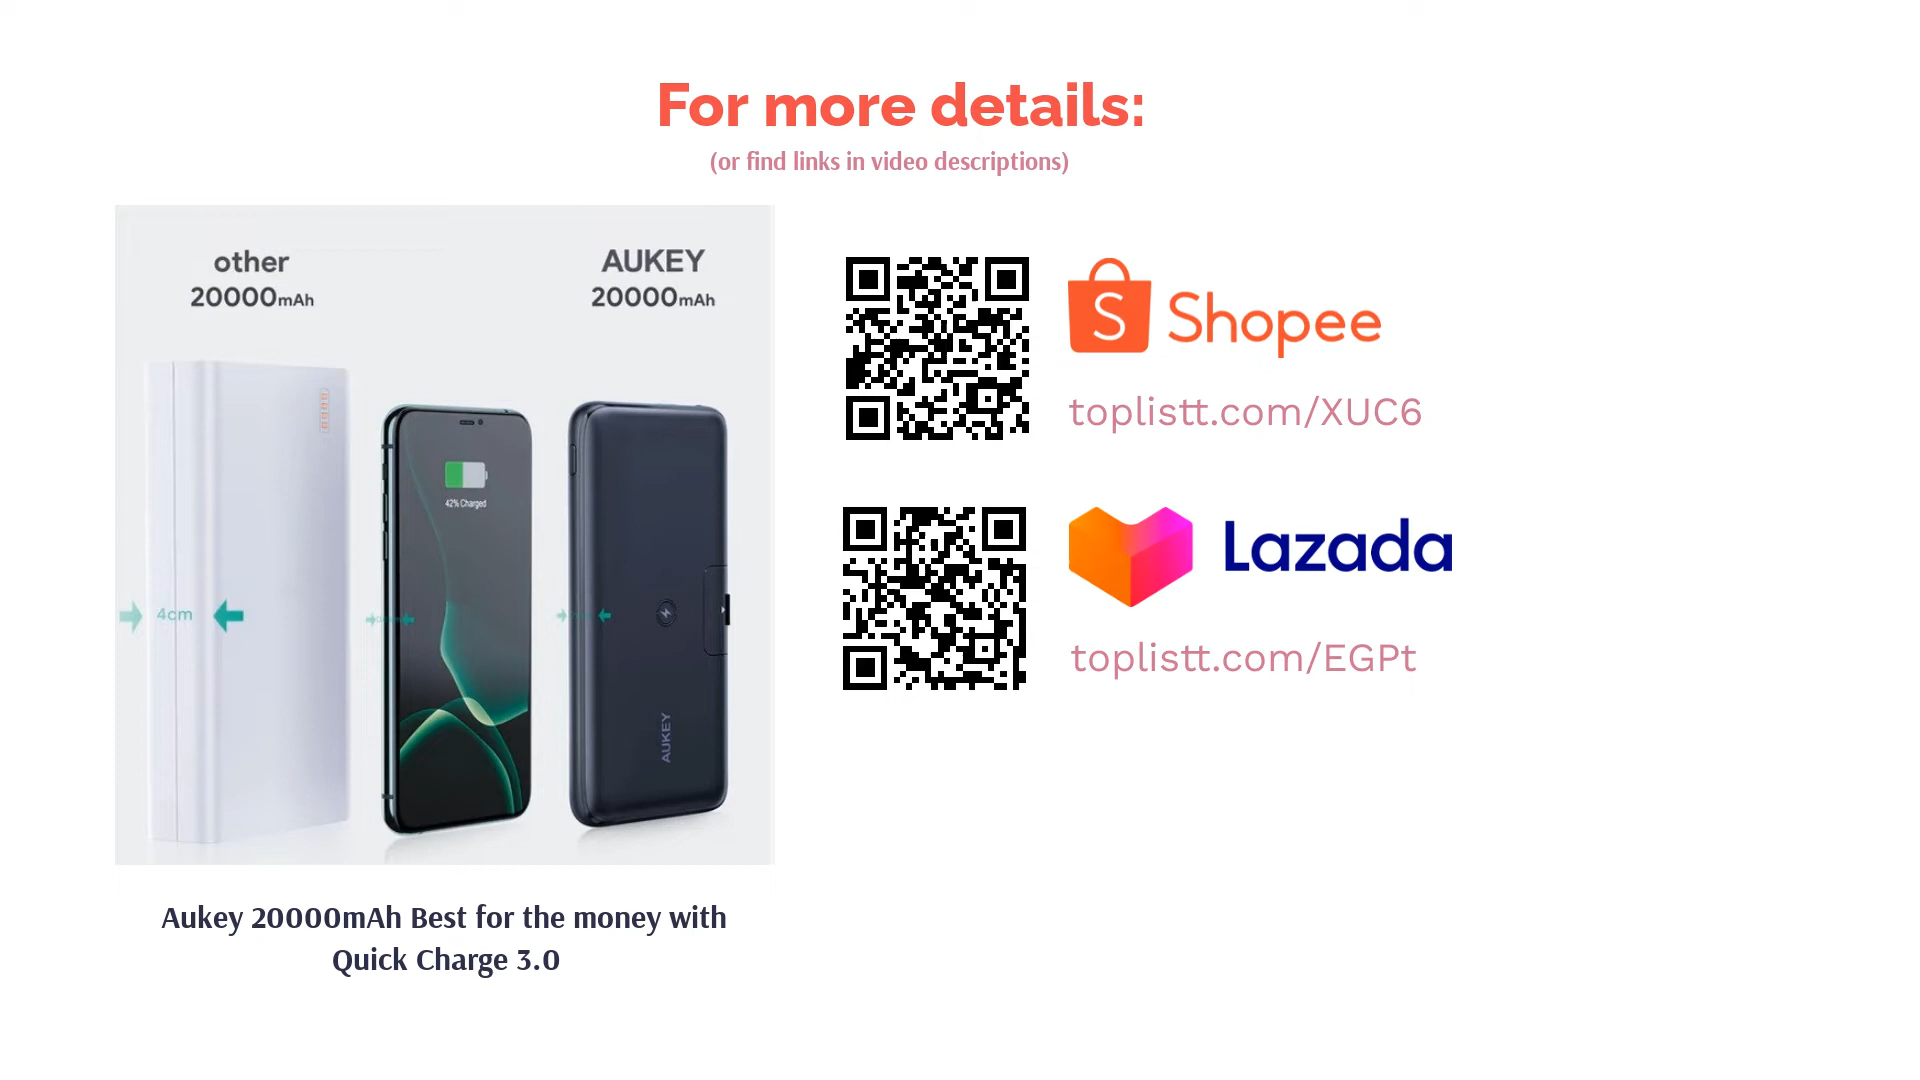 For more details:
(or find links in video descriptions)
other
20000mAh
AUKEY
20000mAh
42% Charged
4cm
AUKEY
S Shopee
toplistt.com/XUC6
Lazada
toplistt.com/EGPt
Aukey 20000mAh Best for the money with
Quick Charge 3.0